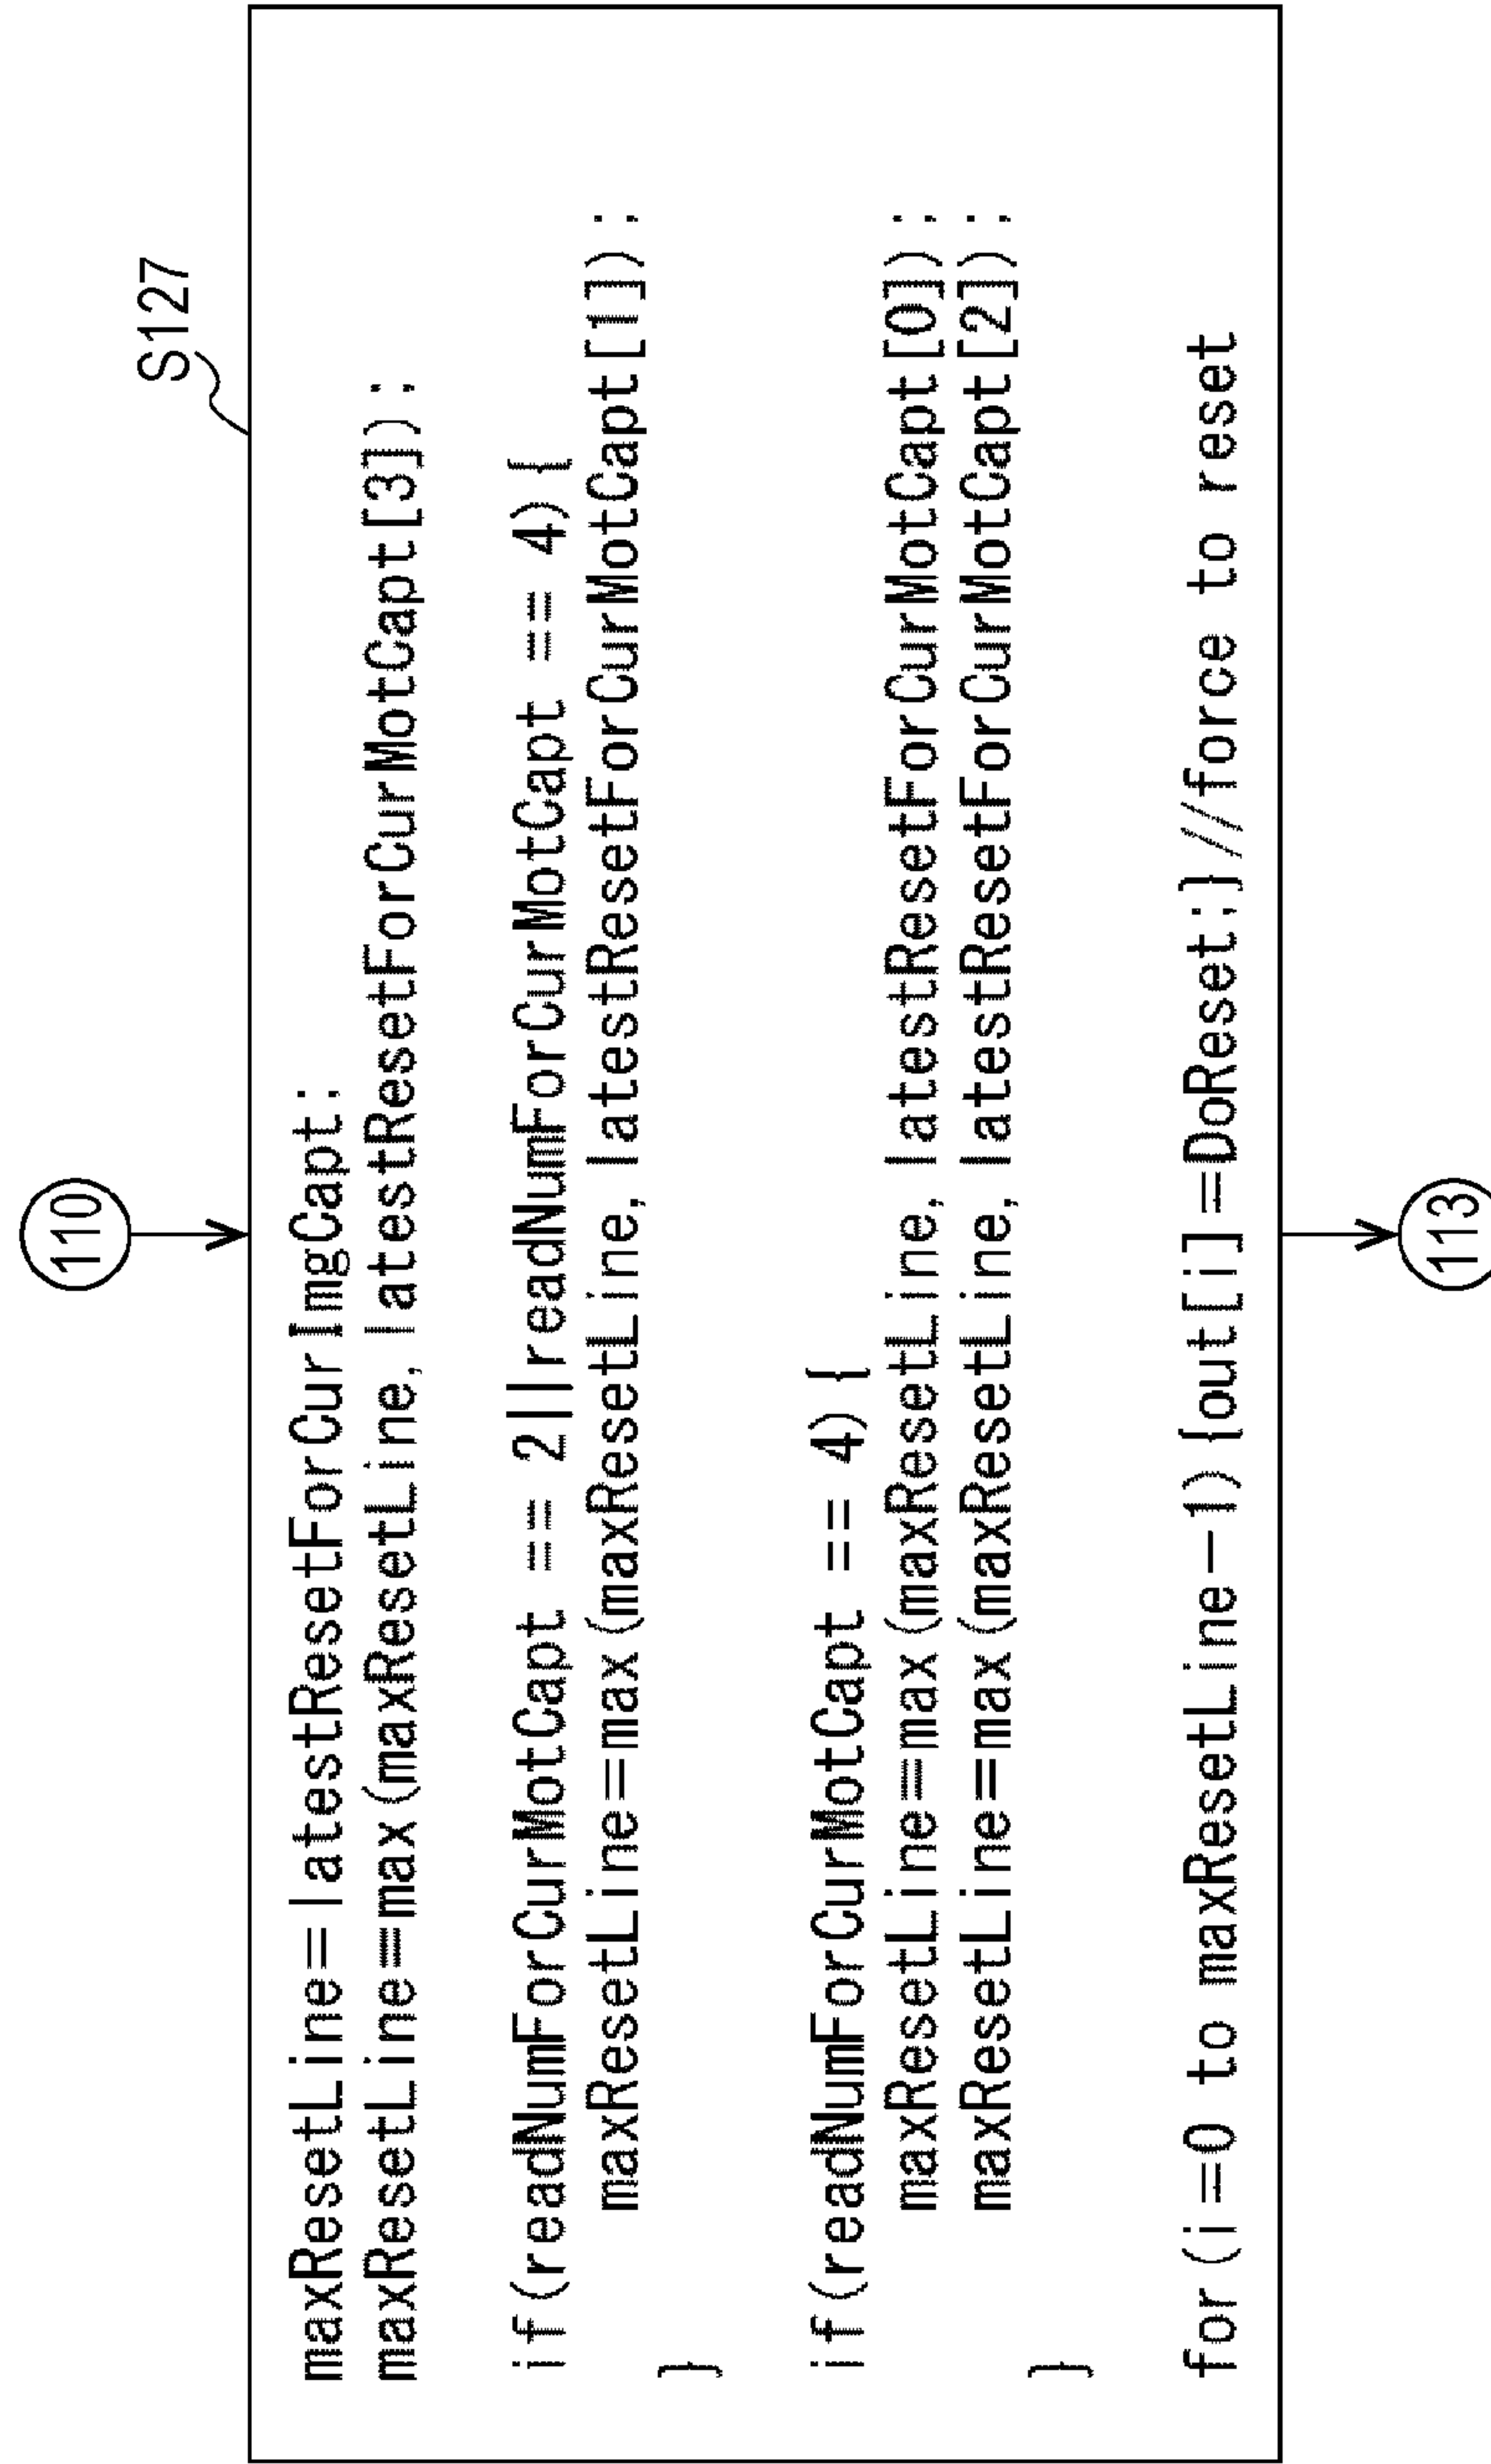 110
S127
maxResetLine=latestResetForCurImgCapt;
maxResetLine=max(maxResetLine, latestResetForCurMotCapt[3]);
if(readNumForCurMotCapt == 2||readNumForCurMotCapt == 4) {
maxResetLine=max(maxResetLine, latestResetForCurMotCapt[1]);
}
if(readNumForCurMotCapt == 4) {
maxResetLine=max(maxResetLine, latestResetForCurMotCapt[0]);
maxResetLine=max(maxResetLine, latestResetForCurMotCapt[2]);
}
for(i=0 to maxResetLine-1) {out[i]=DoReset;}//force to reset
113